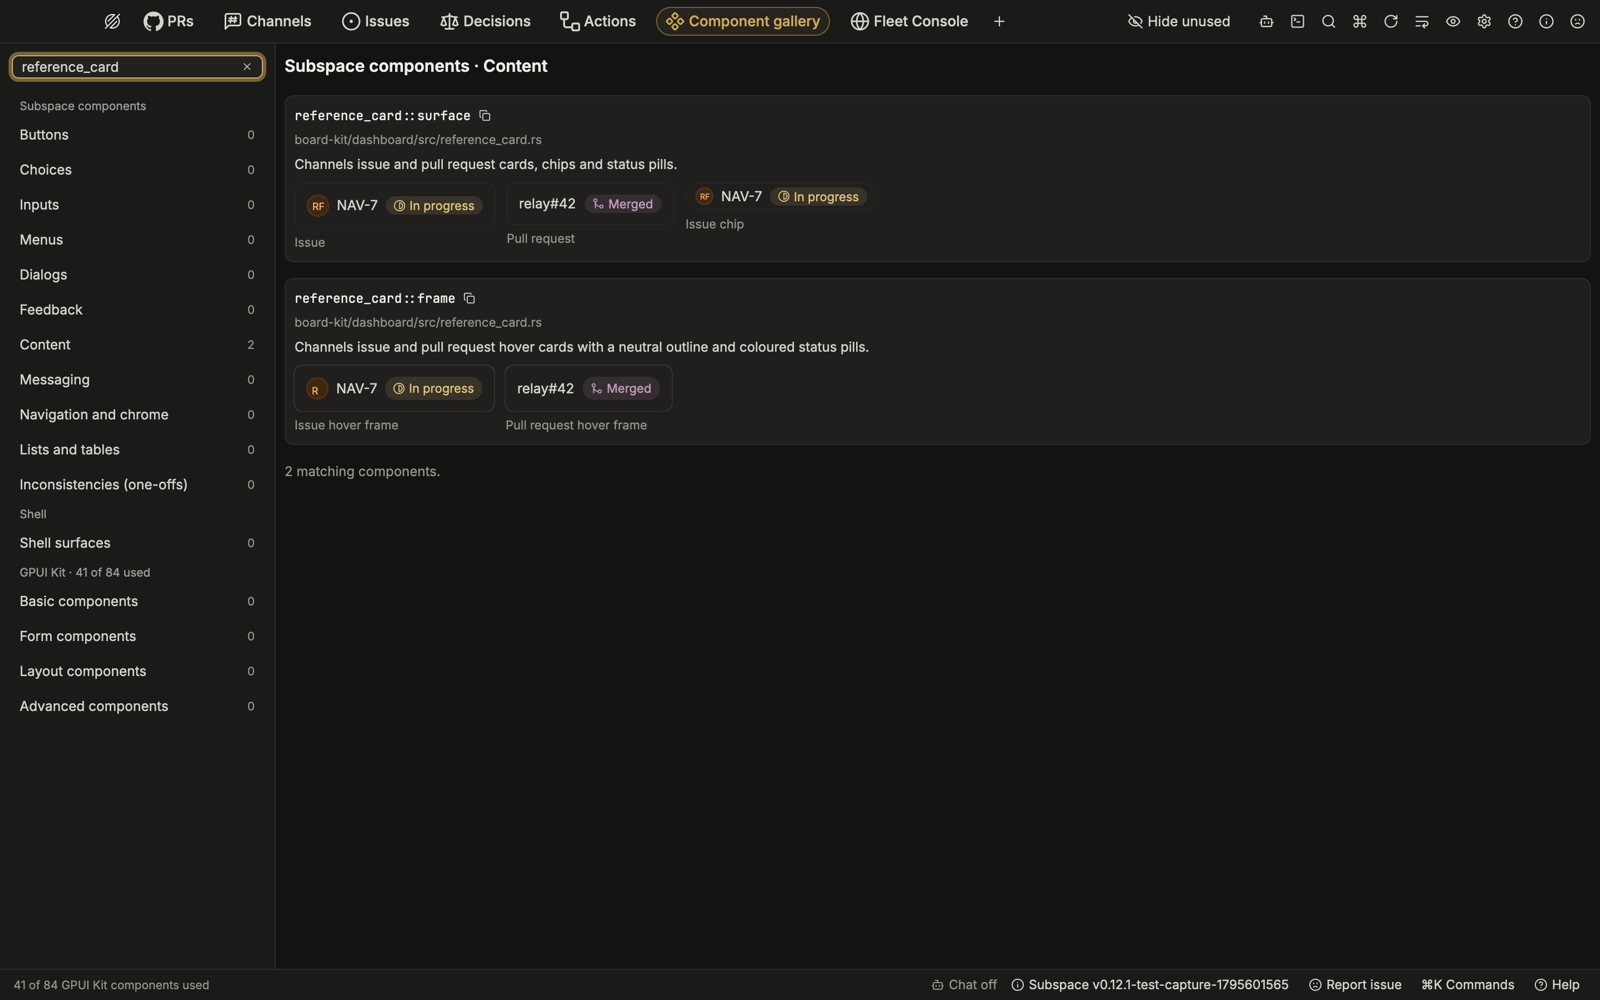 PRs
Channels
Issues
Decisions
Actions
Component gallery
Fleet Console
Hide unused
reference_card
Subspace components
Buttons 0
Choices 0
Inputs 0
Menus 0
Dialogs 0
Feedback 0
Content 2
Messaging 0
Navigation and chrome 0
Lists and tables 0
Inconsistencies (one-offs) 0
Shell
Shell surfaces 0
GPUI Kit · 41 of 84 used
Basic components 0
Form components 0
Layout components 0
Advanced components 0
Subspace components · Content
reference_card::surface
board-kit/dashboard/src/reference_card.rs
Channels issue and pull request cards, chips and status pills.
RF NAV-7 In progress
Issue
relay#42 Merged
Pull request
RF NAV-7 In progress
Issue chip
reference_card::frame
board-kit/dashboard/src/reference_card.rs
Channels issue and pull request hover cards with a neutral outline and coloured status pills.
R NAV-7 In progress
Issue hover frame
relay#42 Merged
Pull request hover frame
2 matching components.
41 of 84 GPUI Kit components used
Chat off
Subspace v0.12.1-test-capture-1795601565
Report issue
⌘K Commands
Help